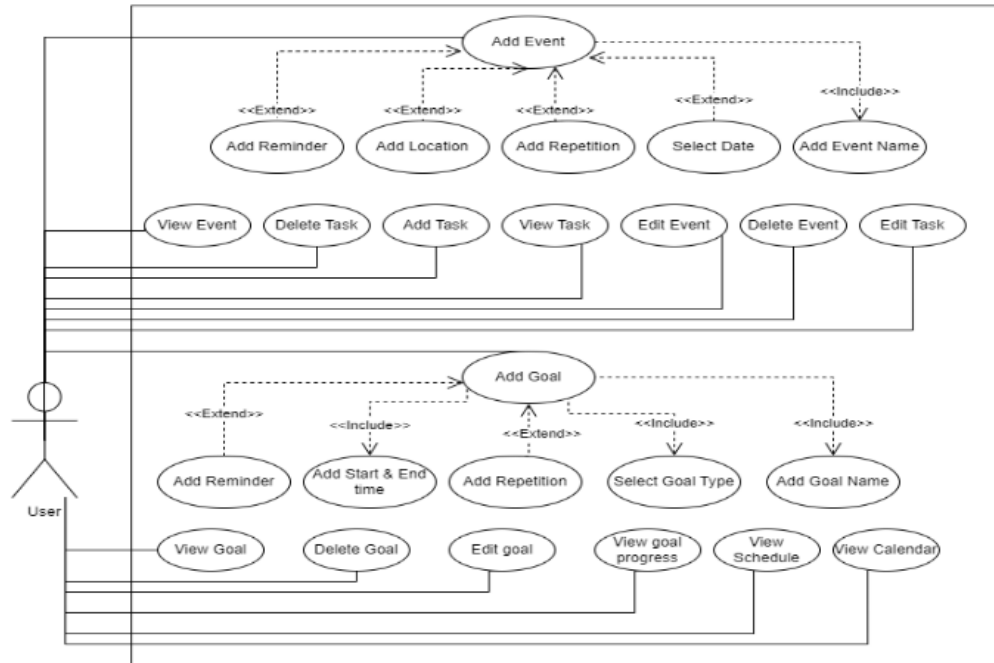 Add Event
<<Extend>>
<<Extend>>
<<Extend>>
<<Extend>>
<<Include>>
Add Reminder
Add Location
Add Repetition
Select Date
Add Event Name
View Event
Delete Task
Add Task
View Task
Edit Event
Delete Event
Edit Task
Add Goal
<<Extend>>
<<Include>>
<<Extend>>
<<Include>>
<<Include>>
Add Reminder
Add Start & End
time
Add Repetition
Select Goal Type
Add Goal Name
User
View Goal
Delete Goal
Edit goal
View goal
progress
View
Schedule
View Calendar